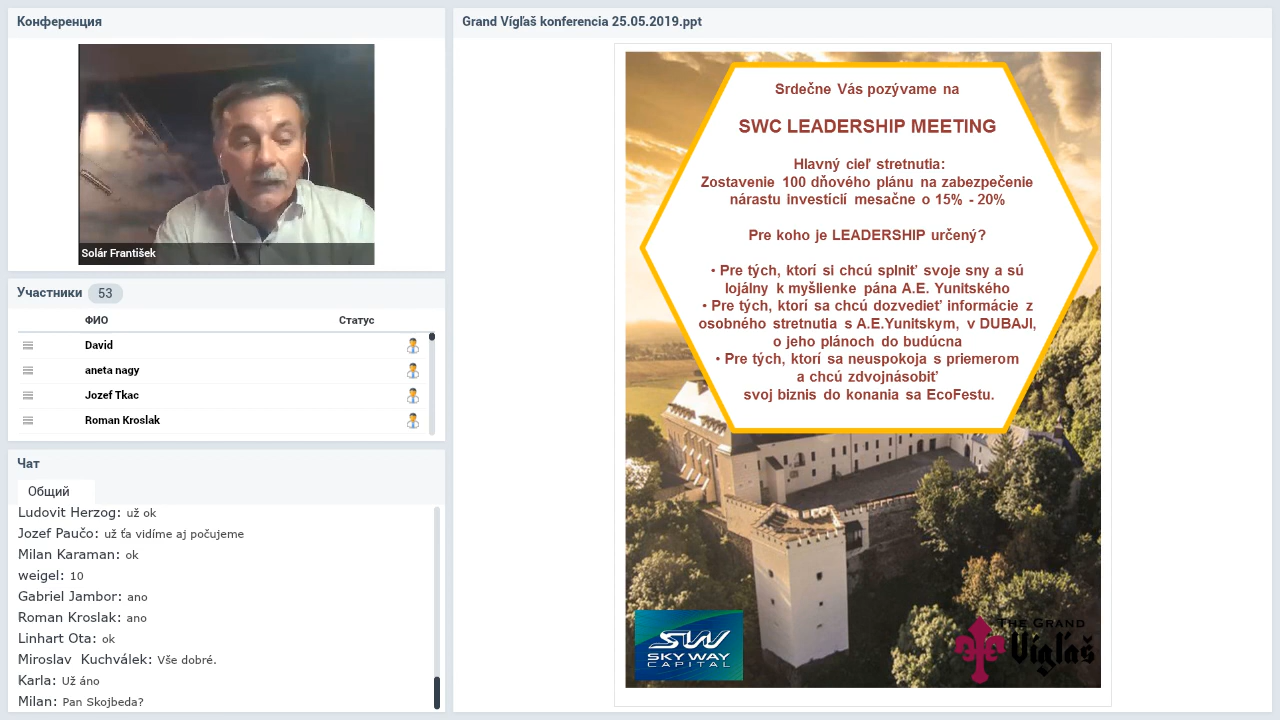 Конференция
Solár František
Участники 53
ФИО Статус
David
aneta nagy
Jozef Tkac
Roman Kroslak
Чат
Общий
Ludovit Herzog: už ok
Jozef Paučo: už ťa vidíme aj počujeme
Milan Karaman: ok
weigel: 10
Gabriel Jambor: ano
Roman Kroslak: ano
Linhart Ota: ok
Miroslav Kuchválek: Vše dobré.
Karla: Už áno
Milan: Pan Skojbeda?
Grand Vígľaš konferencia 25.05.2019.ppt
Srdečne Vás pozývame na
SWC LEADERSHIP MEETING
Hlavný cieľ stretnutia:
Zostavenie 100 dňového plánu na zabezpečenie
nárastu investícií mesačne o 15% - 20%
Pre koho je LEADERSHIP určený?
• Pre tých, ktorí si chcú splniť svoje sny a sú
lojálny k myšlienke pána A.E. Yunitského
• Pre tých, ktorí sa chcú dozvedieť informácie z
osobného stretnutia s A.E.Yunitskym, v DUBAJI,
o jeho plánoch do budúcna
• Pre tých, ktorí sa neuspokoja s priemerom
a chcú zdvojnásobiť
svoj biznis do konania sa EcoFestu.
SW
SKY WAY
CAPITAL
THE GRAND
Vígľaš